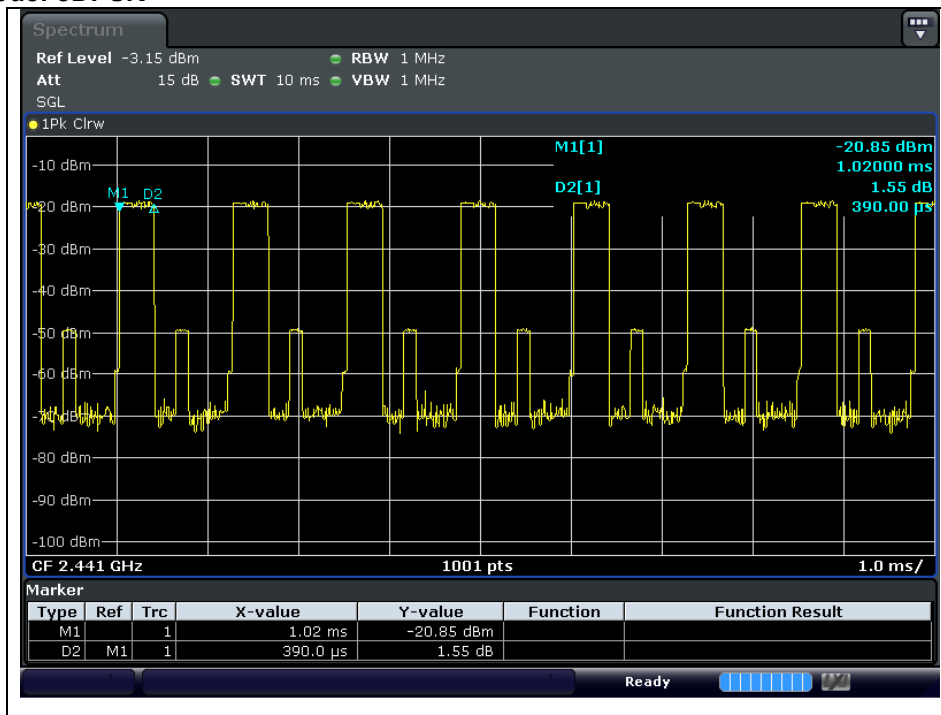 Spectrum
Ref Level -3.15 dBm RBW 1 MHz
Att 15 dB SWT 10 ms VBW 1 MHz
SGL
1Pk Clrw
M1[1] -20.85 dBm
1.02000 ms
D2[1] 1.55 dB
390.00 µs
-10 dBm
M1 D2
-20 dBm
-30 dBm
-40 dBm
-50 dBm
-60 dBm
-80 dBm
-90 dBm
-100 dBm
CF 2.441 GHz 1001 pts 1.0 ms/
Marker
Type Ref Trc X-value Y-value Function Function Result
M1 1 1.02 ms -20.85 dBm
D2 M1 1 390.0 µs 1.55 dB
Ready